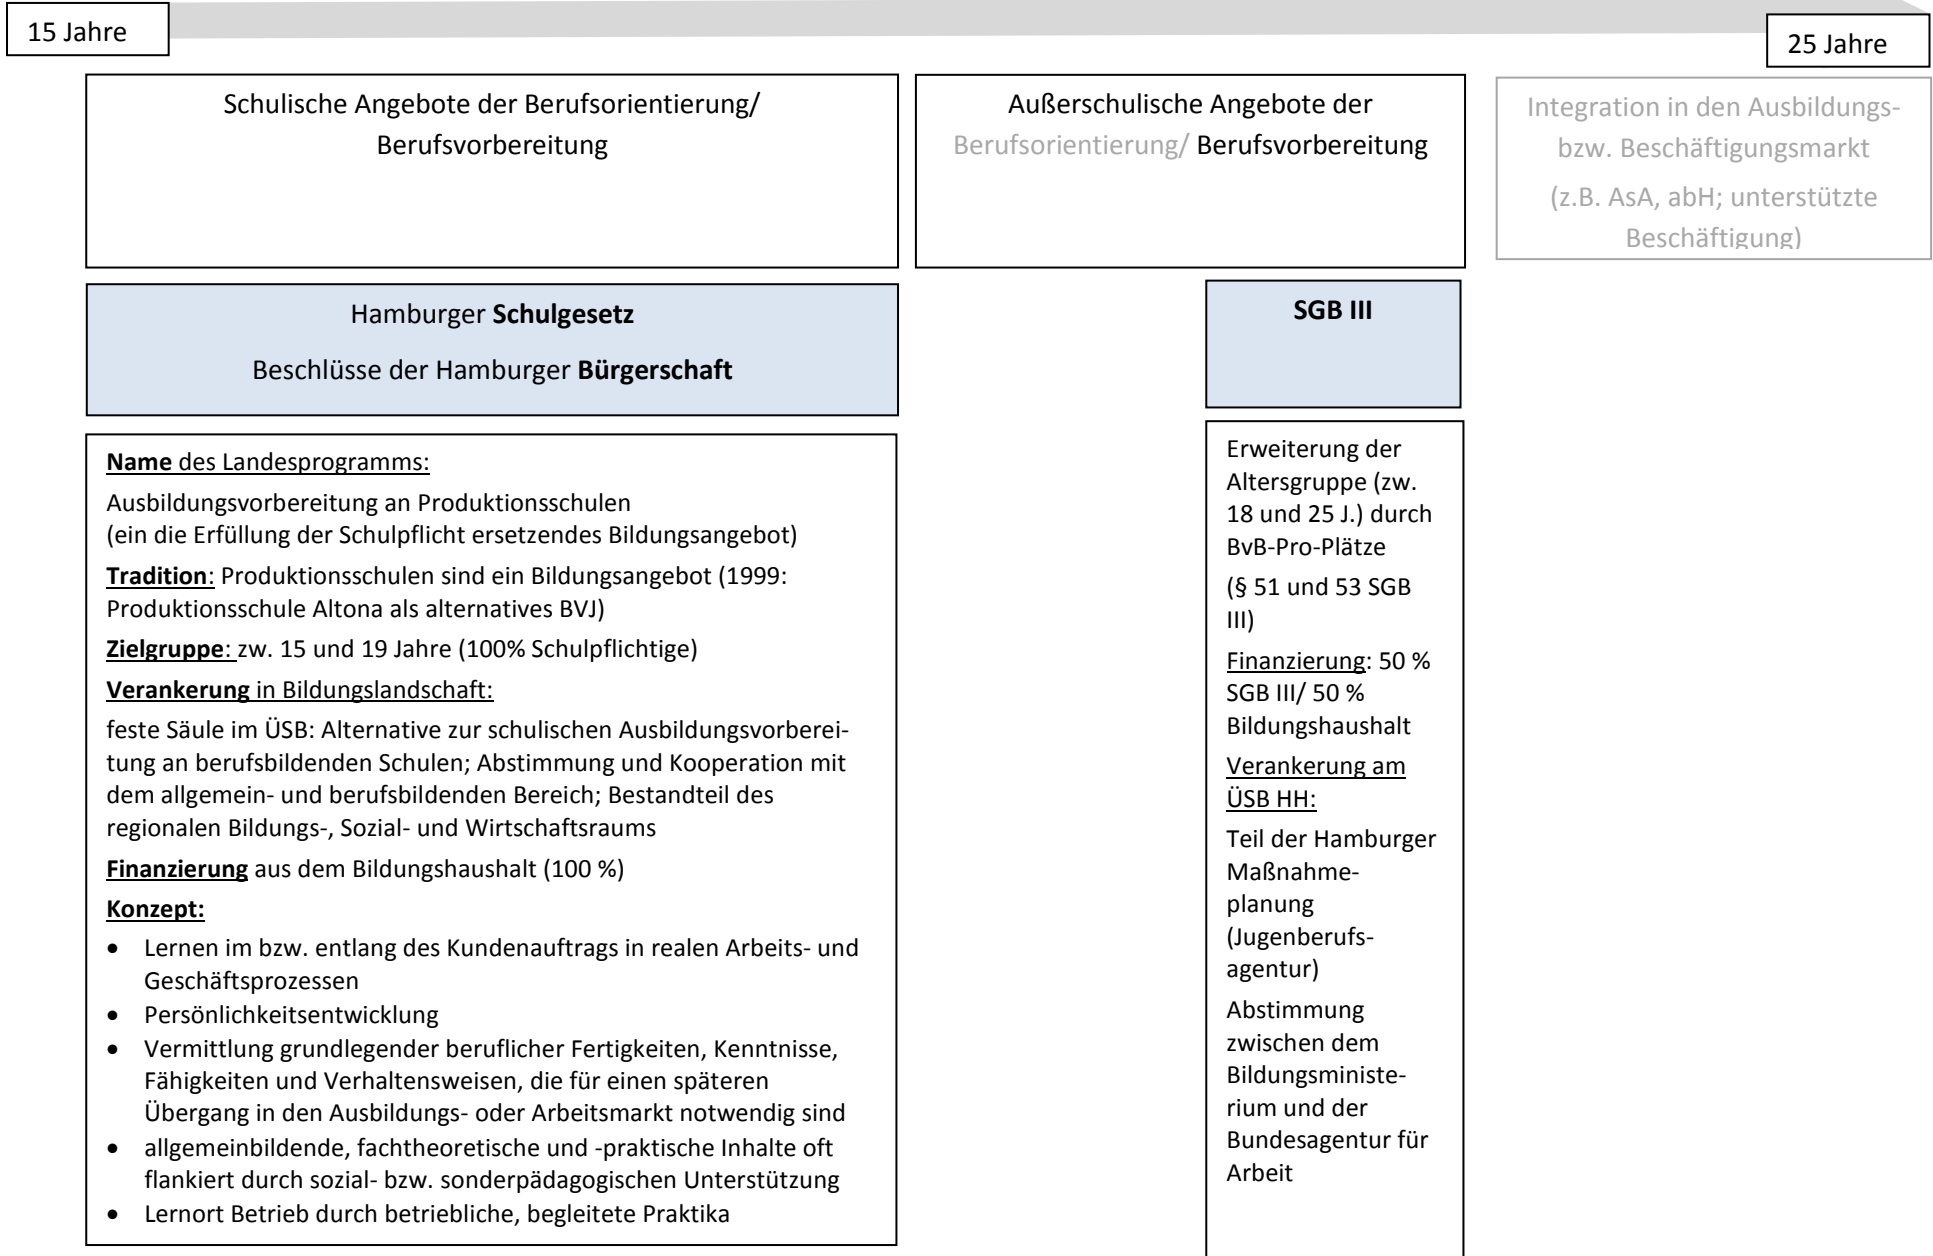 15 Jahre
25 Jahre
Schulische Angebote der Berufsorientierung/
Berufsvorbereitung
Außerschulische Angebote der
Berufsorientierung/ Berufsvorbereitung
Integration in den Ausbildungs-
bzw. Beschäftigungsmarkt
(z.B. AsA, abH; unterstützte
Beschäftigung)
Hamburger Schulgesetz
Beschlüsse der Hamburger Bürgerschaft
SGB III
Name des Landesprogramms:
Ausbildungsvorbereitung an Produktionsschulen
(ein die Erfüllung der Schulpflicht ersetzendes Bildungsangebot)
Tradition: Produktionsschulen sind ein Bildungsangebot (1999:
Produktionsschule Altona als alternatives BVJ)
Zielgruppe: zw. 15 und 19 Jahre (100% Schulpflichtige)
Verankerung in Bildungslandschaft:
feste Säule im ÜSB: Alternative zur schulischen Ausbildungsvorberei-
tung an berufsbildenden Schulen; Abstimmung und Kooperation mit
dem allgemein- und berufsbildenden Bereich; Bestandteil des
regionalen Bildungs-, Sozial- und Wirtschaftsraums
Finanzierung aus dem Bildungshaushalt (100 %)
Konzept:
• Lernen im bzw. entlang des Kundenauftrags in realen Arbeits- und
Geschäftsprozessen
• Persönlichkeitsentwicklung
• Vermittlung grundlegender beruflicher Fertigkeiten, Kenntnisse,
Fähigkeiten und Verhaltensweisen, die für einen späteren
Übergang in den Ausbildungs- oder Arbeitsmarkt notwendig sind
• allgemeinbildende, fachtheoretische und -praktische Inhalte oft
flankiert durch sozial- bzw. sonderpädagogischen Unterstützung
• Lernort Betrieb durch betriebliche, begleitete Praktika
Erweiterung der
Altersgruppe (zw.
18 und 25 J.) durch
BvB-Pro-Plätze
(§ 51 und 53 SGB
III)
Finanzierung: 50 %
SGB III/ 50 %
Bildungshaushalt
Verankerung am
ÜSB HH:
Teil der Hamburger
Maßnahme-
planung
(Jugenberufs-
agentur)
Abstimmung
zwischen dem
Bildungsministe-
rium und der
Bundesagentur für
Arbeit